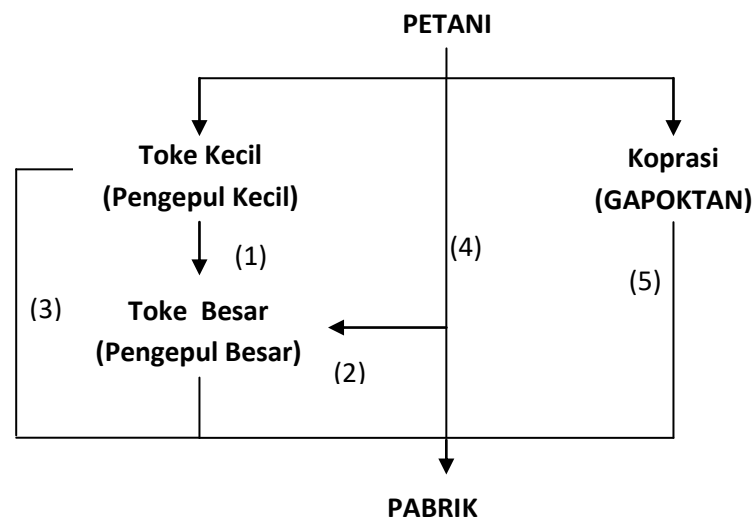 PETANI
Toke Kecil
(Pengepul Kecil)
Koprasi
(GAPOKTAN)
(1)
(4)
(3)
(5)
Toke Besar
(Pengepul Besar)
(2)
PABRIK